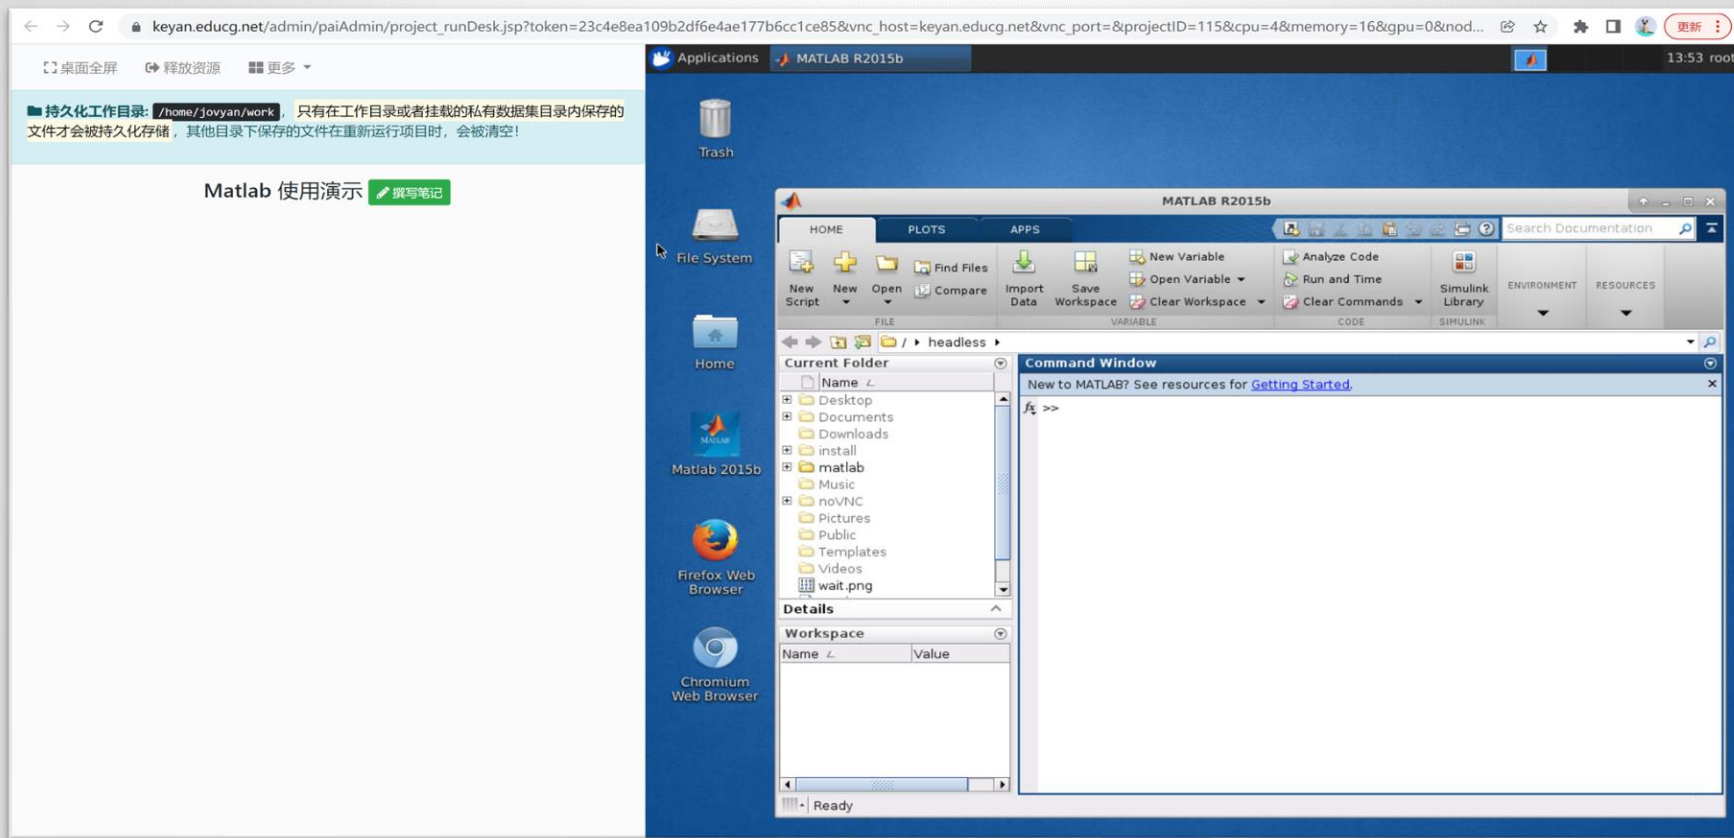 keyan.educg.net/admin/paiAdmin/project_runDesk.jsp?token=23c4e8ea109b2df6e4ae177b6cc1ce85&vnc_host=keyan.educg.net&vnc_port=&projectID=115&cpu=4&memory=16&gpu=0&nod...
更新
桌面全屏 释放资源 更多
持久化工作目录: /home/jovyan/work , 只有在工作目录或者挂载的私有数据集目录内保存的
文件才会被持久化存储, 其他目录下保存的文件在重新运行项目时, 会被清空!
Matlab 使用演示 撰写笔记
Applications MATLAB R2015b 13:53 root
Trash
File System
Home
MATLAB
Matlab 2015b
Firefox Web
Browser
Chromium
Web Browser
MATLAB R2015b
HOME PLOTS APPS Search Documentation
New
Script
New
Open
Find Files
Compare
FILE
Import
Data
Save
Workspace
New Variable
Open Variable
Clear Workspace
VARIABLE
Analyze Code
Run and Time
Clear Commands
CODE
Simulink
Library
SIMULINK
ENVIRONMENT
RESOURCES
/ headless
Current Folder
Name
Desktop
Documents
Downloads
install
matlab
Music
noVNC
Pictures
Public
Templates
Videos
wait.png
Details
Workspace
Name Value
Command Window
New to MATLAB? See resources for Getting Started.
fx >>
Ready